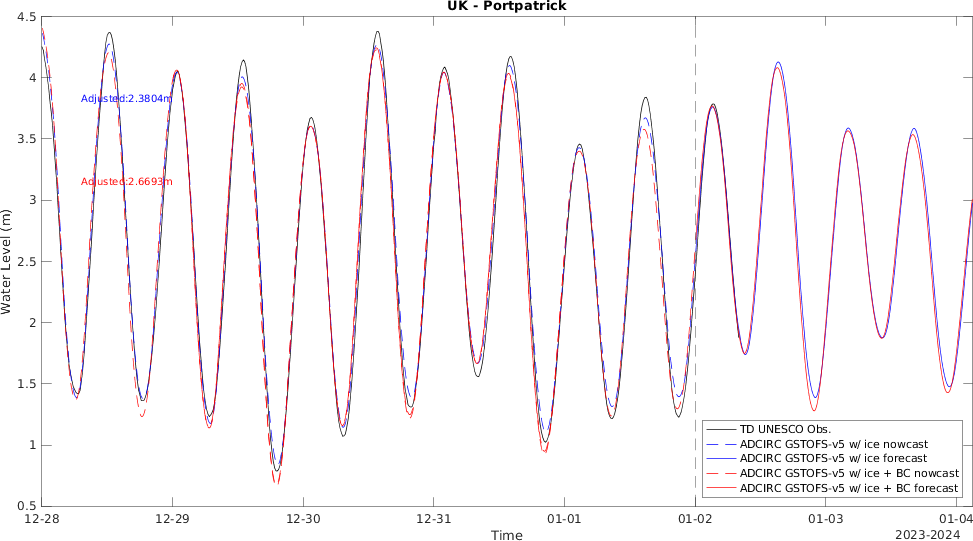 UK - Portpatrick
4.5
4
3.5
3
2.5
2
1.5
1
0.5
Water Level (m)
Adjusted:2.3804m
Adjusted:2.6693m
TD UNESCO Obs.
ADCIRC GSTOFS-v5 w/ ice nowcast
ADCIRC GSTOFS-v5 w/ ice forecast
ADCIRC GSTOFS-v5 w/ ice + BC nowcast
ADCIRC GSTOFS-v5 w/ ice + BC forecast
12-28 12-29 12-30 12-31 01-01 01-02 01-03 01-04
Time
2023-2024